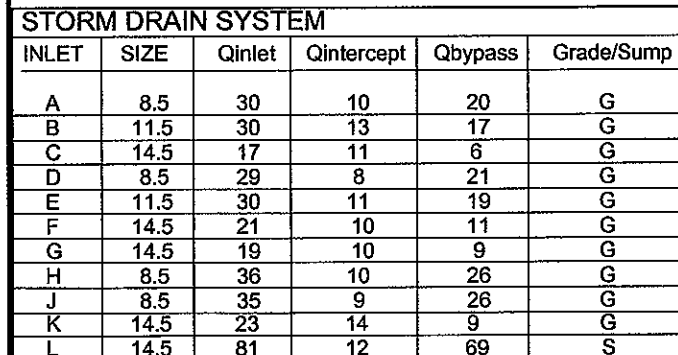 STORM DRAIN SYSTEM
INLET SIZE Qinlet Qintercept Qbypass Grade/Sump
A 8.5 30 10 20 G
B 11.5 30 13 17 G
C 14.5 17 11 6 G
D 8.5 29 8 21 G
E 11.5 30 11 19 G
F 14.5 21 10 11 G
G 14.5 19 10 9 G
H 8.5 36 10 26 G
J 8.5 35 9 26 G
K 14.5 23 14 9 G
L 14.5 81 12 69 S